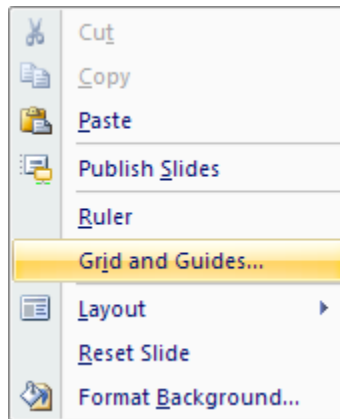 Cut
Copy
Paste
Publish Slides
Ruler
Grid and Guides...
Layout
Reset Slide
Format Background...